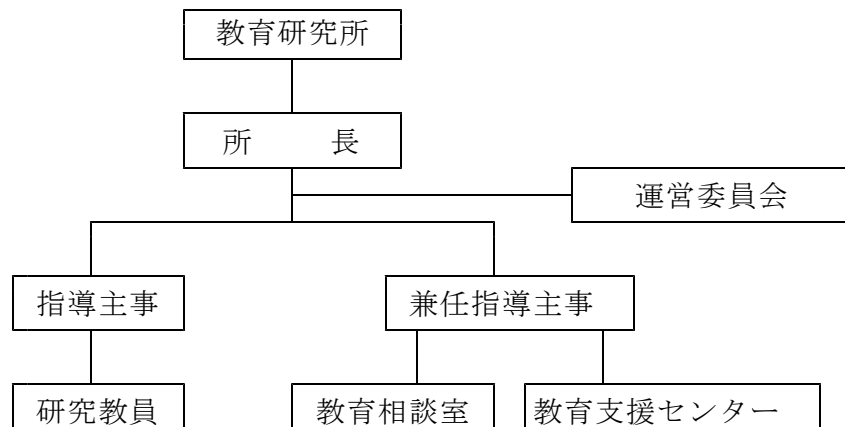 教育研究所
所　　長
運営委員会
指導主事
兼任指導主事
研究教員
教育相談室
教育支援センター